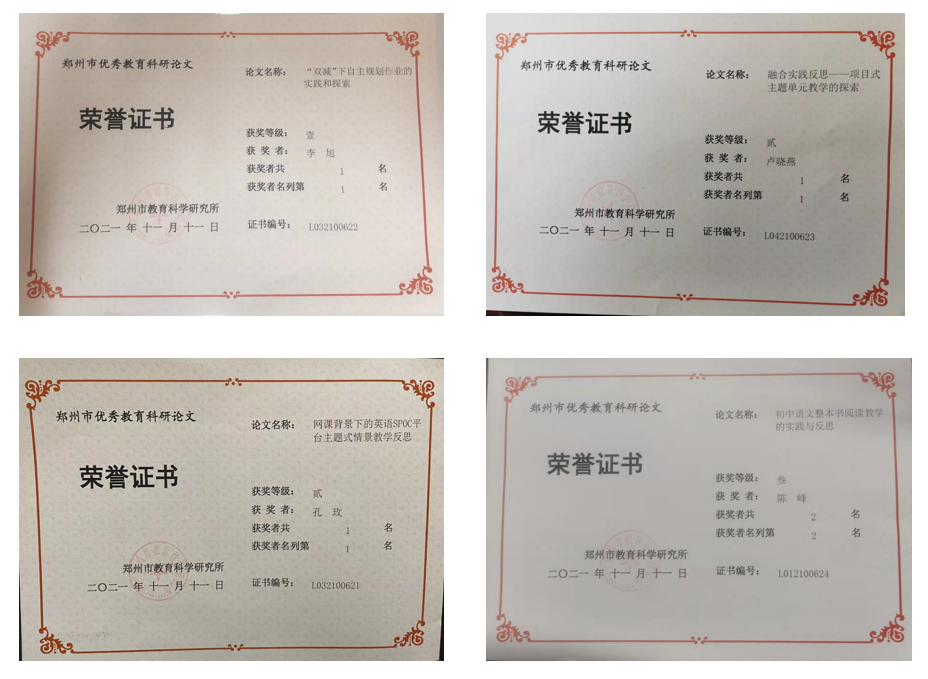 郑州市优秀教育科研论文
荣誉证书
郑州市教育科学研究所
二〇二一 年 十一 月 十一 日
论文名称： “双减”下自主规划作业的
实践和探索
获奖等级： 壹
获 奖 者： 李 旭
获奖者共 1 名
获奖者名列第 1 名
证书编号： L032100622
郑州市优秀教育科研论文
荣誉证书
郑州市教育科学研究所
二〇二一 年 十一 月 十一 日
论文名称： 融合实践反思——项目式
主题单元教学的探索
获奖等级： 贰
获 奖 者： 卢晓燕
获奖者共 1 名
获奖者名列第 1 名
证书编号： L042100623
郑州市优秀教育科研论文
荣誉证书
郑州市教育科学研究所
二〇二一 年 十一 月 十一 日
论文名称： 网课背景下的英语SPOC平
台主题式情景教学反思
获奖等级： 贰
获 奖 者： 孔 玫
获奖者共 1 名
获奖者名列第 1 名
证书编号： L032100621
郑州市优秀教育科研论文
荣誉证书
郑州市教育科学研究所
二〇二一 年 十一 月 十一 日
论文名称： 初中语文整本书阅读教学
的实践与反思
获奖等级： 叁
获 奖 者： 陈 峰
获奖者共 2 名
获奖者名列第 2 名
证书编号： L012100624